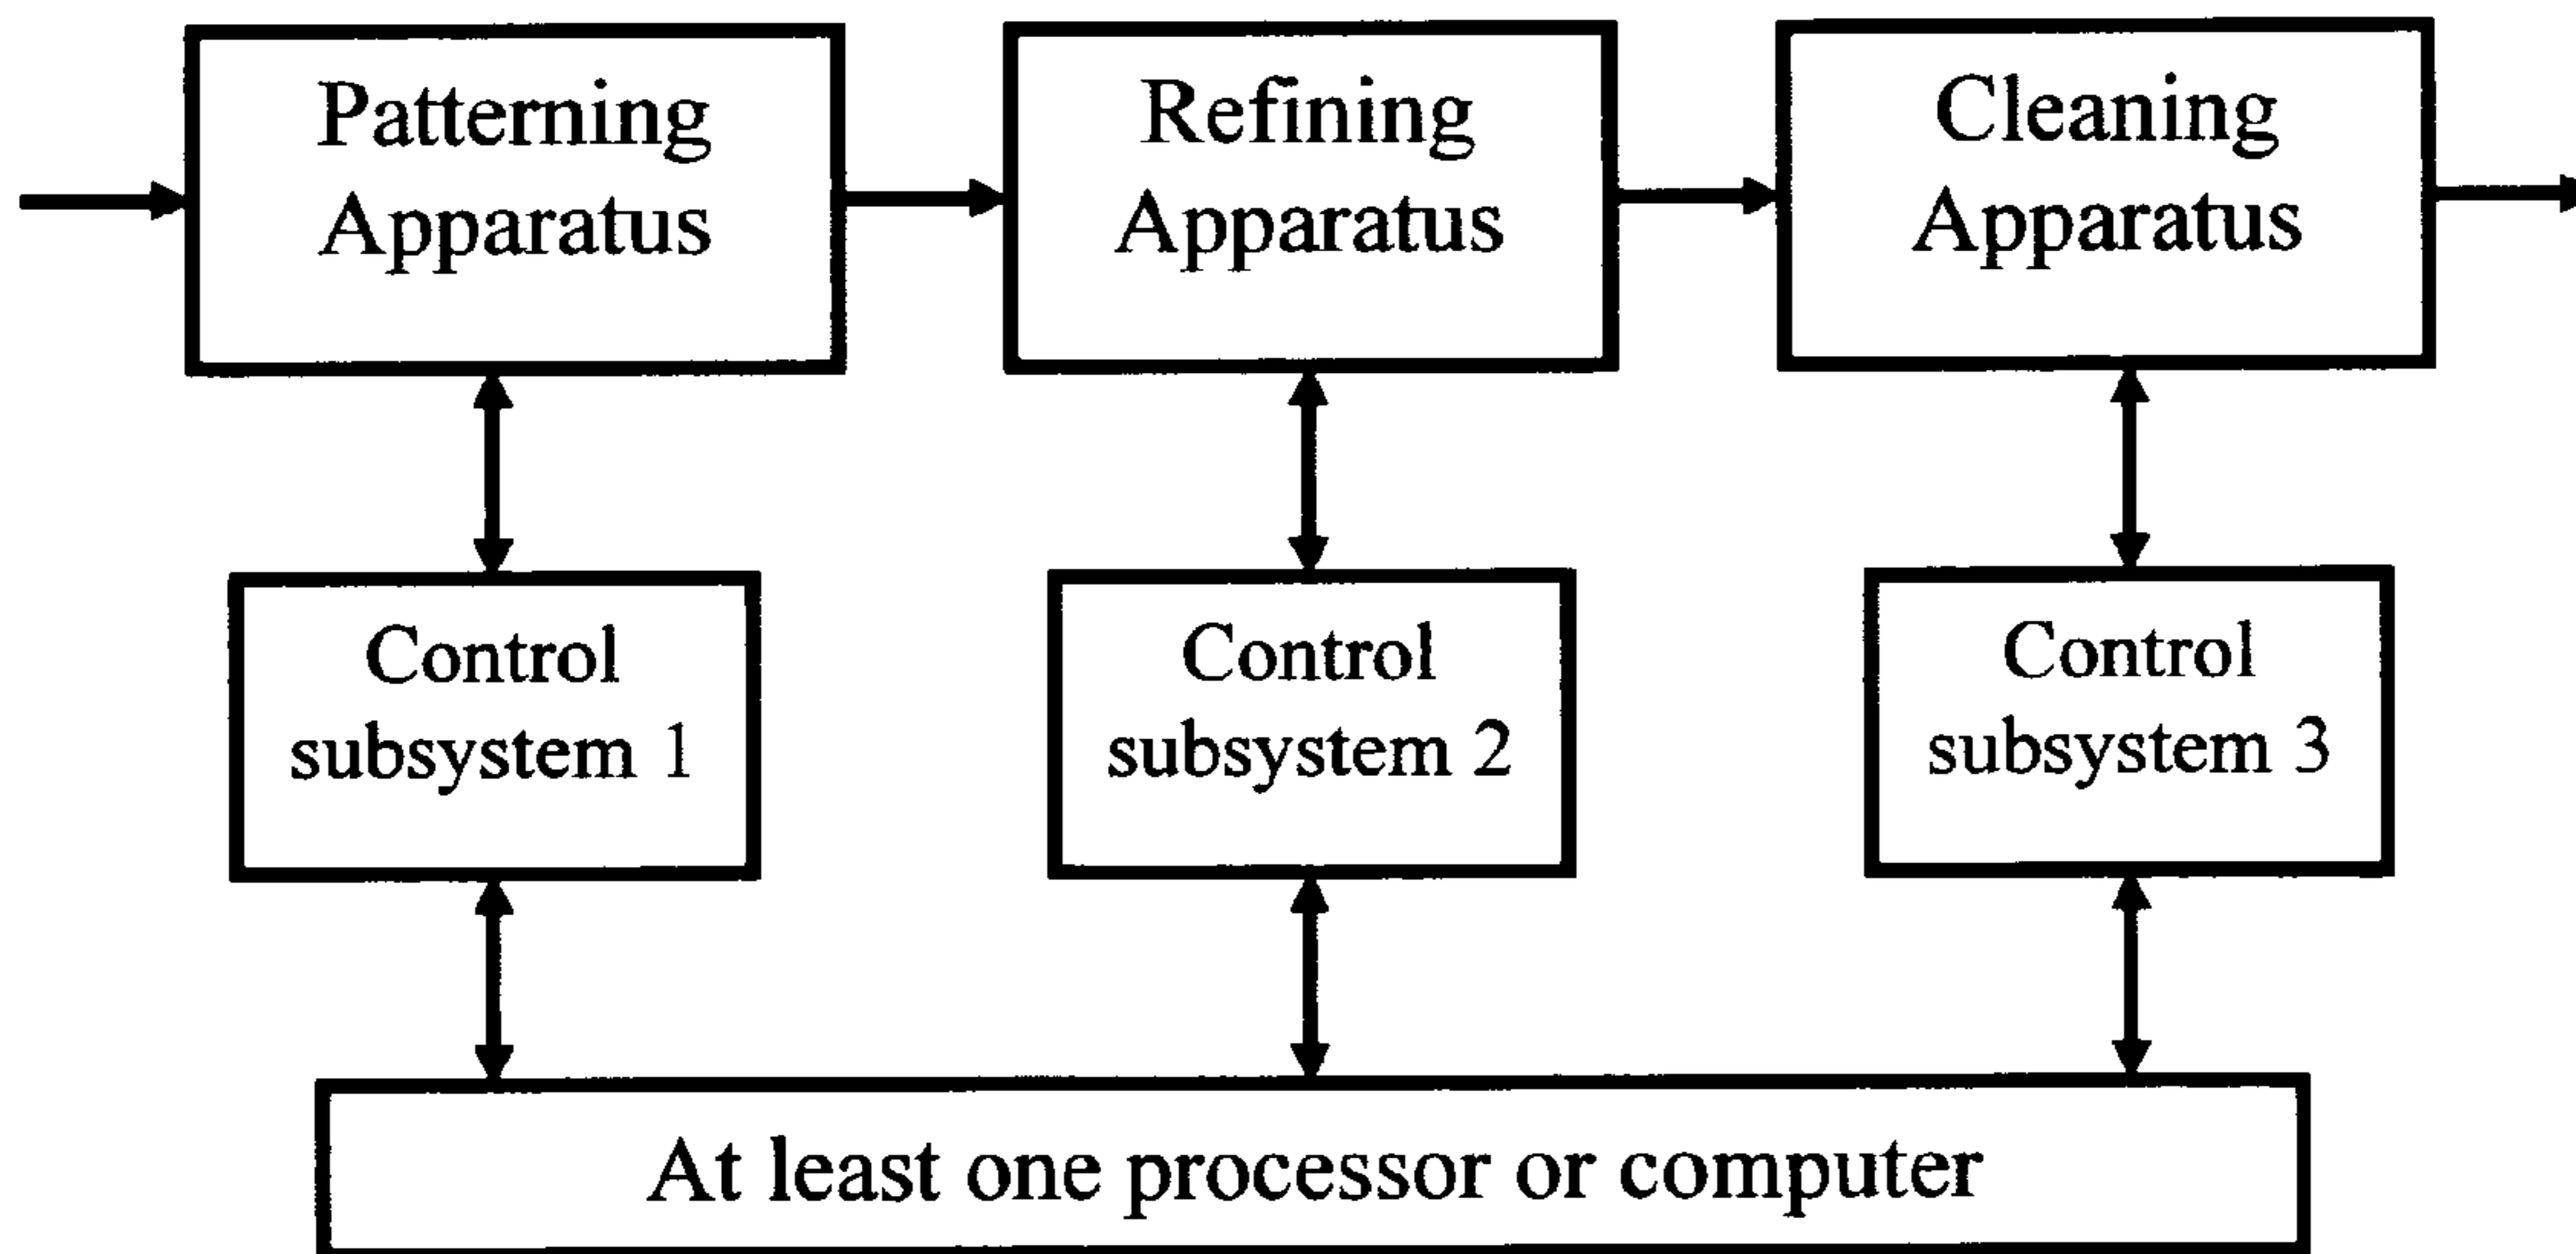 Patterning
Apparatus
Refining
Apparatus
Cleaning
Apparatus
Control
subsystem 1
Control
subsystem 2
Control
subsystem 3
At least one processor or computer